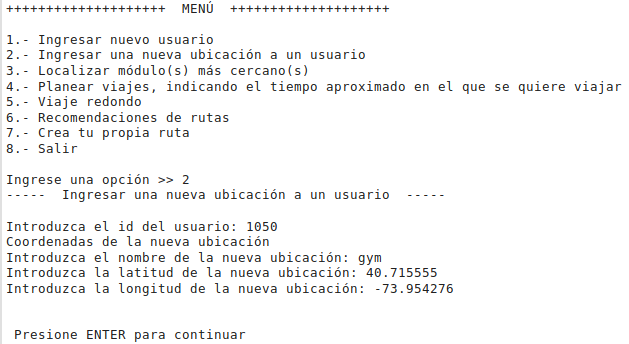 ++++++++++++++++++++  MENÚ  ++++++++++++++++++++
1.- Ingresar nuevo usuario
2.- Ingresar una nueva ubicación a un usuario
3.- Localizar módulo(s) más cercano(s)
4.- Planear viajes, indicando el tiempo aproximado en el que se quiere viajar
5.- Viaje redondo
6.- Recomendaciones de rutas
7.- Crea tu propia ruta
8.- Salir
Ingrese una opción >> 2
-----  Ingresar una nueva ubicación a un usuario  -----
Introduzca el id del usuario: 1050
Coordenadas de la nueva ubicación
Introduzca el nombre de la nueva ubicación: gym
Introduzca la latitud de la nueva ubicación: 40.715555
Introduzca la longitud de la nueva ubicación: -73.954276
Presione ENTER para continuar